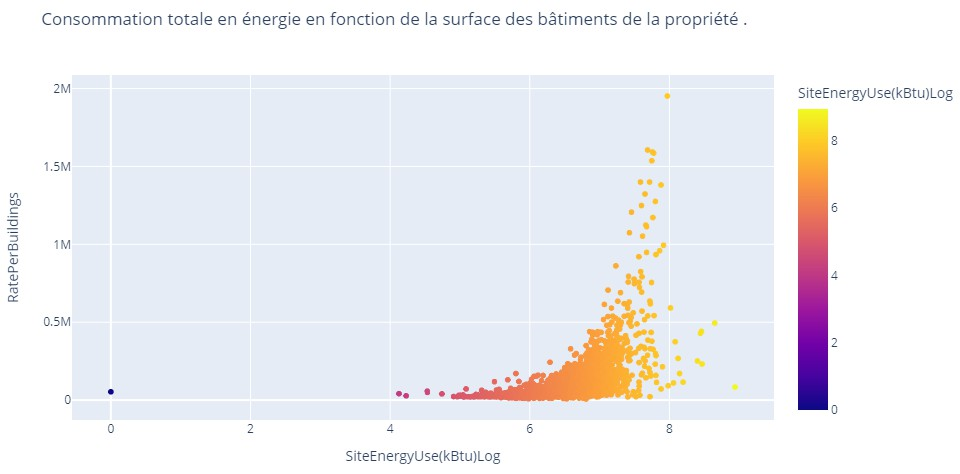 Consommation totale en énergie en fonction de la surface des bâtiments de la propriété .
SiteEnergyUse(kBtu)Log
2M
1.5M
1M
0.5M
0
RatePerBuildings
0
2
4
6
8
SiteEnergyUse(kBtu)Log
8
6
4
2
0